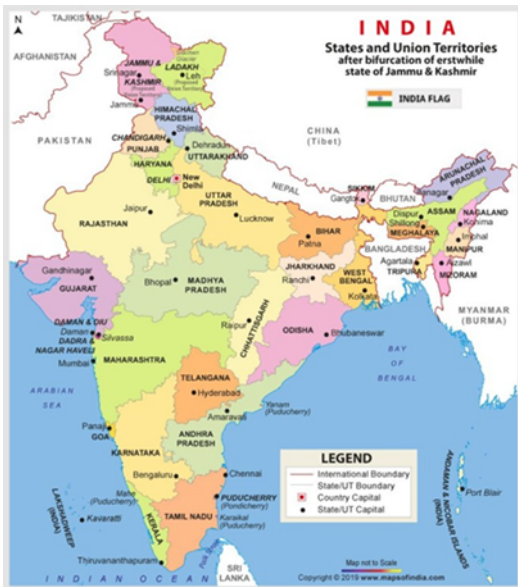 INDIA
States and Union Territories
after bifurcation of erstwhile
state of Jammu & Kashmir
INDIA FLAG
N
TAJIKISTAN
AFGHANISTAN
PAKISTAN
CHINA
(Tibet)
NEPAL
BHUTAN
BANGLADESH
MYANMAR
(BURMA)
SRI
LANKA
JAMMU &
KASHMIR
Srinagar
Jammu
LADAKH
Leh
HIMACHAL
PRADESH
Shimla
CHANDIGARH
PUNJAB
Dehradun
UTTARAKHAND
HARYANA
DELHI
New
Delhi
UTTAR
PRADESH
Lucknow
Jaipur
RAJASTHAN
SIKKIM
Gangtok
ARUNACHAL
PRADESH
Itanagar
Dispur
ASSAM
NAGALAND
Kohima
Shillong
MEGHALAYA
Imphal
MANIPUR
Agartala
TRIPURA
Aizawl
MIZORAM
BIHAR
Patna
JHARKHAND
Ranchi
WEST
BENGAL
Kolkata
Gandhinagar
GUJARAT
Bhopal
MADHYA
PRADESH
Raipur
CHHATTISGARH
ODISHA
Bhubaneswar
DAMAN & DIU
Daman
DADRA &
NAGAR HAVELI
Silvassa
Mumbai
MAHARASHTRA
TELANGANA
Hyderabad
Yanam
(Puducherry)
Amaravati
ANDHRA
PRADESH
Panaji
GOA
KARNATAKA
Bengaluru
Chennai
Mahe
(Puducherry)
PUDUCHERRY
(Pondicherry)
Karaikal
(Puducherry)
TAMIL NADU
KERALA
Thiruvananthapuram
LAKSHADWEEP
(INDIA)
Kavaratti
ANDAMAN & NICOBAR ISLANDS
(INDIA)
Port Blair
ARABIAN
SEA
BAY
OF
BENGAL
INDIAN OCEAN
LEGEND
International Boundary
State/UT Boundary
Country Capital
State/UT Capital
Map not to Scale
Copyright © 2019 www.mapsofindia.com